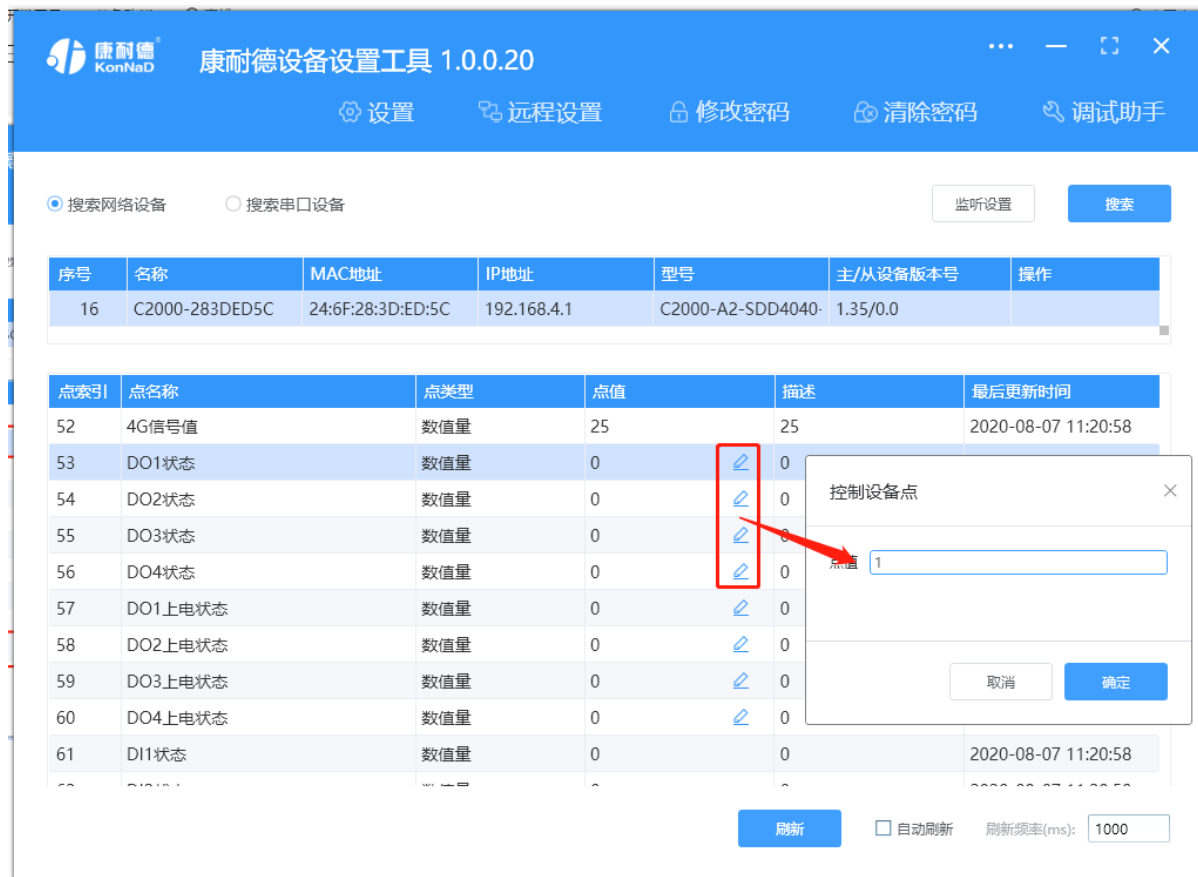 康耐德®
KonNaD
康耐德设备设置工具 1.0.0.20
设置 远程设置 修改密码 清除密码 调试助手
搜索网络设备 搜索串口设备 监听设置 搜索
序号 名称 MAC地址 IP地址 型号 主/从设备版本号 操作
16 C2000-283DED5C 24:6F:28:3D:ED:5C 192.168.4.1 C2000-A2-SDD4040- 1.35/0.0
点索引 点名称 点类型 点值 描述 最后更新时间
52 4G信号值 数值量 25 25 2020-08-07 11:20:58
53 DO1状态 数值量 0 0
54 DO2状态 数值量 0 0
55 DO3状态 数值量 0 0
56 DO4状态 数值量 0 0
57 DO1上电状态 数值量 0 0
58 DO2上电状态 数值量 0 0
59 DO3上电状态 数值量 0 0
60 DO4上电状态 数值量 0 0
61 DI1状态 数值量 0 0 2020-08-07 11:20:58
控制设备点
点值 1
取消 确定
刷新 自动刷新 刷新频率(ms): 1000